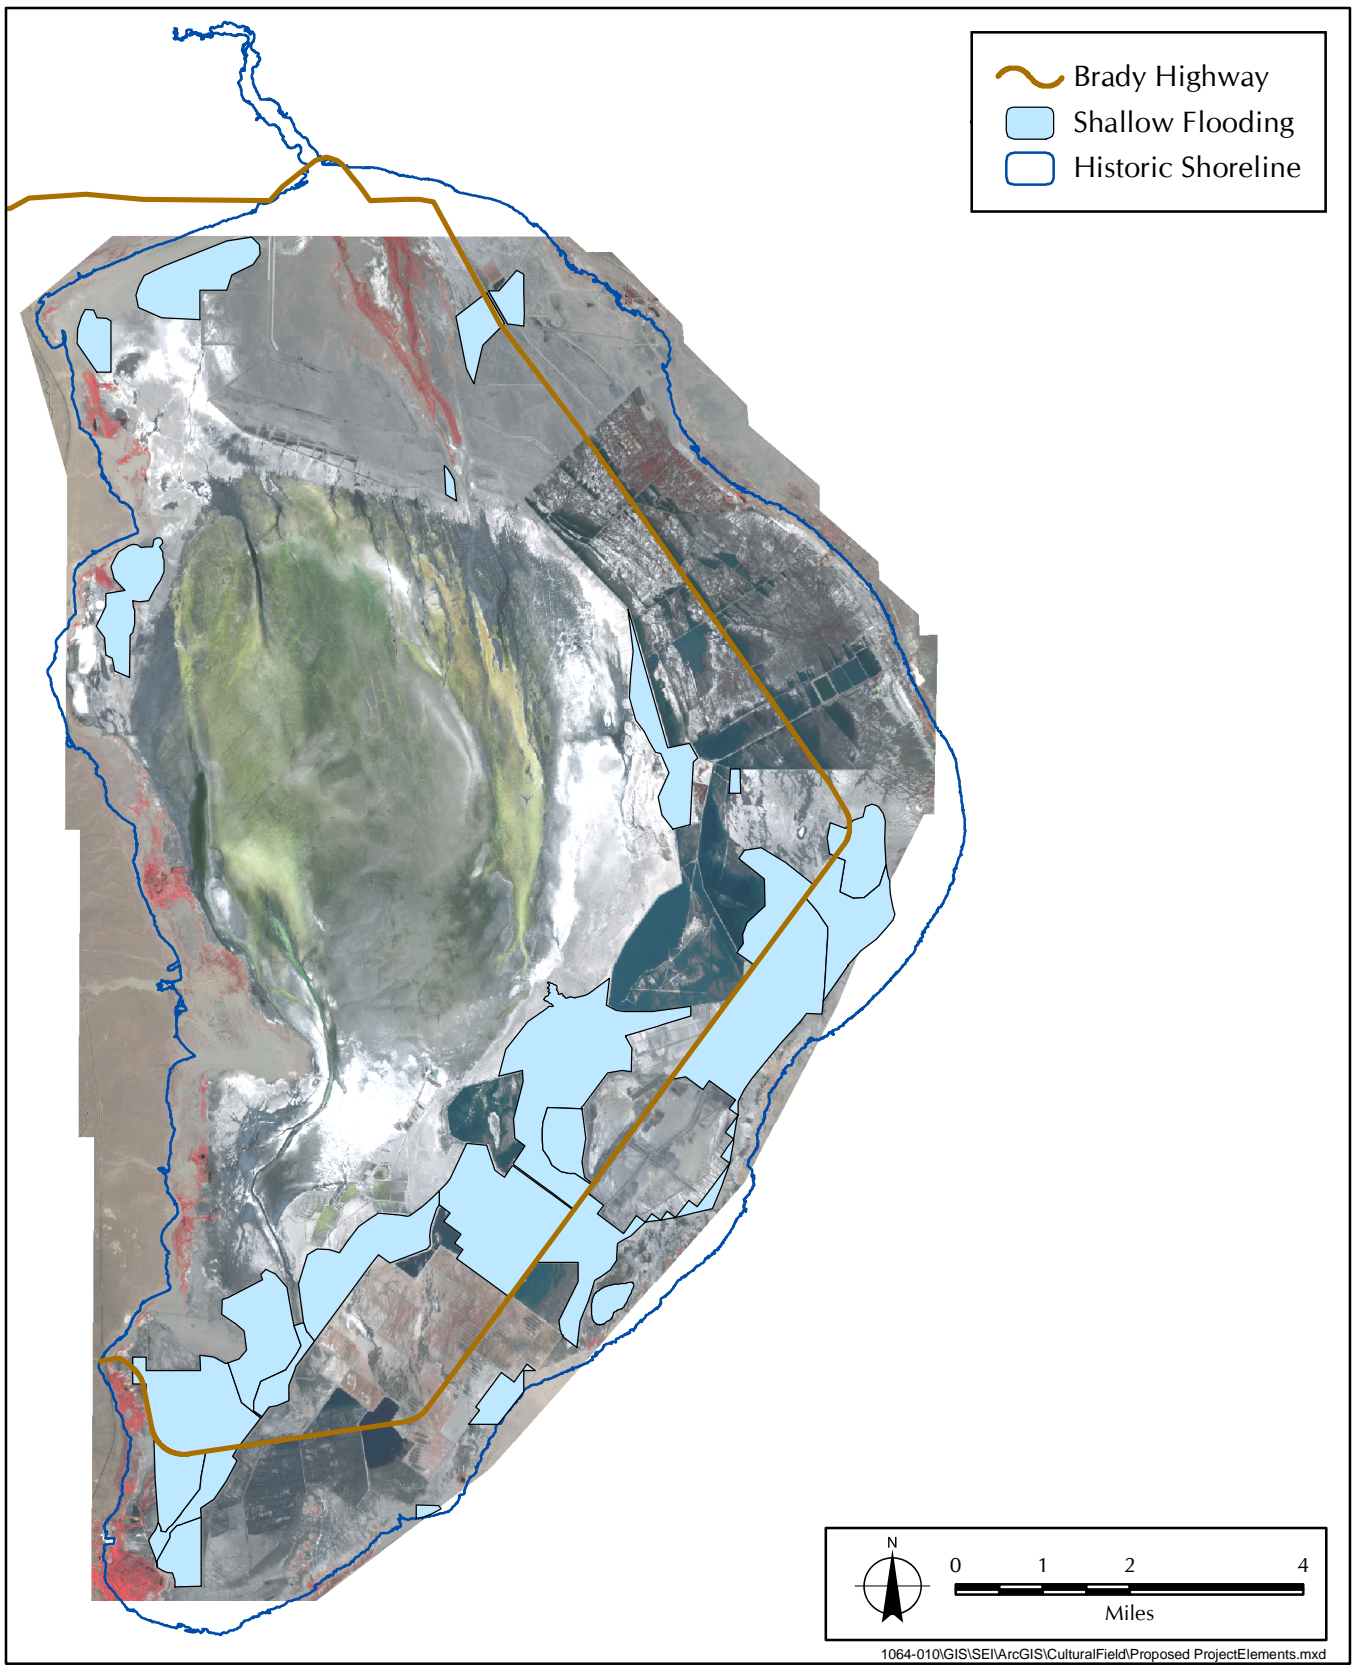 Brady Highway
Shallow Flooding
Historic Shoreline
N
0 1 2 4
Miles
1064-010\GIS\SEI\ArcGIS\CulturalField\Proposed ProjectElements.mxd